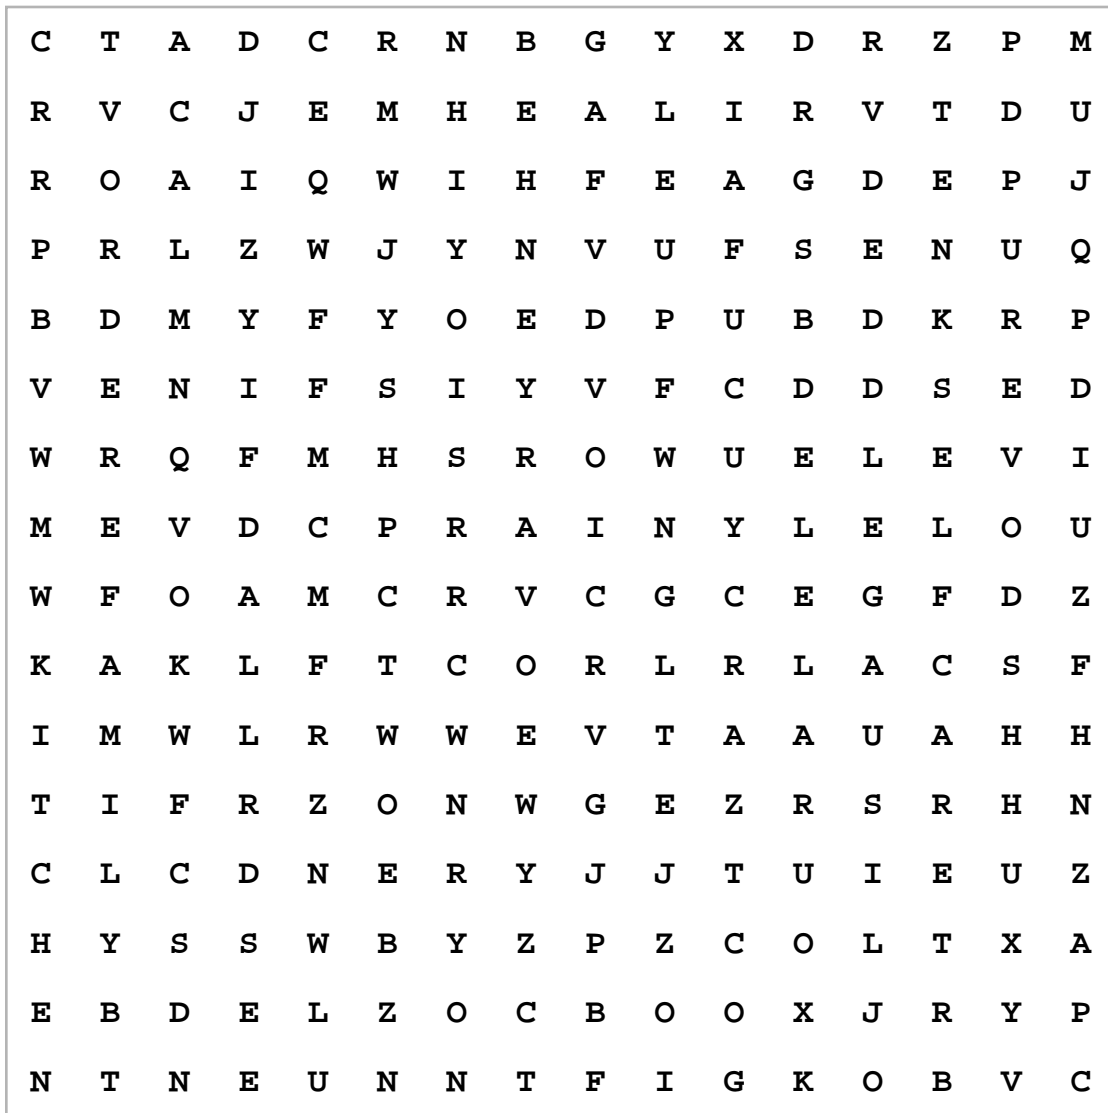 C T A D C R N B G Y X D R Z P M
R V C J E M H E A L I R V T D U
R O A I Q W I H F E A G D E P J
P R L Z W J Y N V U F S E N U Q
B D M Y F Y O E D P U B D K R P
V E N I F S I Y V F C D D S E D
W R Q F M H S R O W U E L E V I
M E V D C P R A I N Y L E L O U
W F O A M C R V C G C E G F D Z
K A K L F T C O R L R L A C S F
I M W L R W W E V T A A U A H H
T I F R Z O N W G E Z R S R H N
C L C D N E R Y J J T U I E U Z
H Y S S W B Y Z P Z C O L T X A
E B D E L Z O C B O O X J R Y P
N T N E U N N T F I G K O B V C